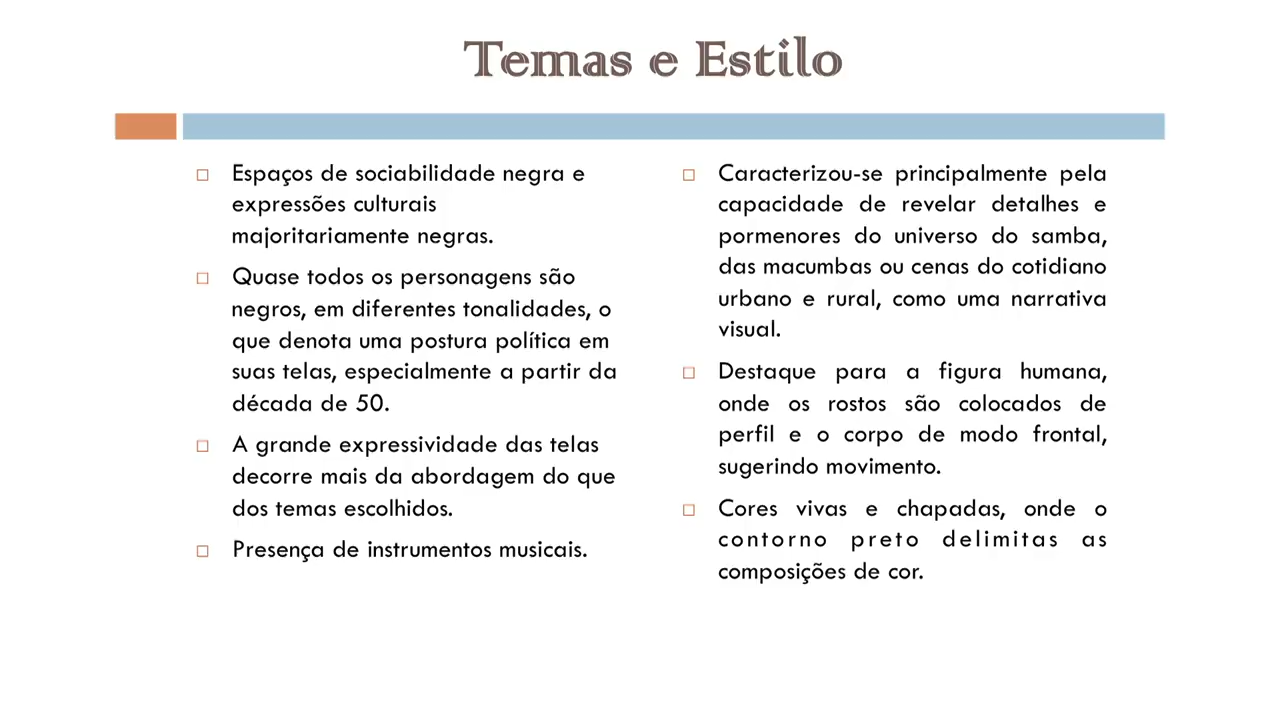 Temas e Estilo
Espaços de sociabilidade negra e
expressões culturais
majoritariamente negras.
Quase todos os personagens são
negros, em diferentes tonalidades, o
que denota uma postura política em
suas telas, especialmente a partir da
década de 50.
A grande expressividade das telas
decorre mais da abordagem do que
dos temas escolhidos.
Presença de instrumentos musicais.
Caracterizou-se principalmente pela
capacidade de revelar detalhes e
pormenores do universo do samba,
das macumbas ou cenas do cotidiano
urbano e rural, como uma narrativa
visual.
Destaque para a figura humana,
onde os rostos são colocados de
perfil e o corpo de modo frontal,
sugerindo movimento.
Cores vivas e chapadas, onde o
contorno preto delimitas as
composições de cor.